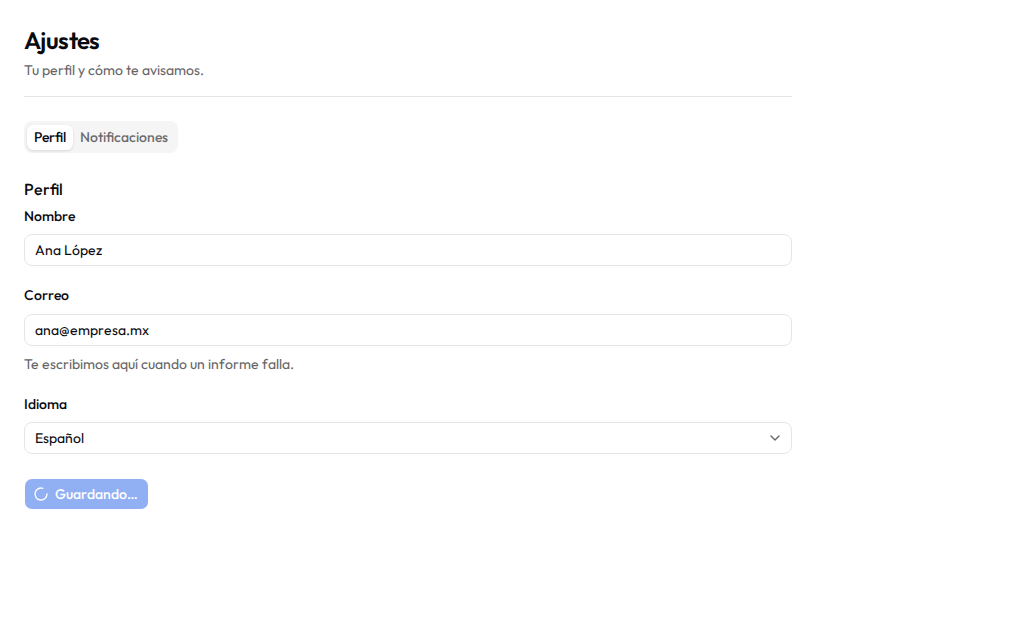 Ajustes
Tu perfil y cómo te avisamos.
Perfil Notificaciones
Perfil
Nombre
Ana López
Correo
ana@empresa.mx
Te escribimos aquí cuando un informe falla.
Idioma
Español
Guardando...